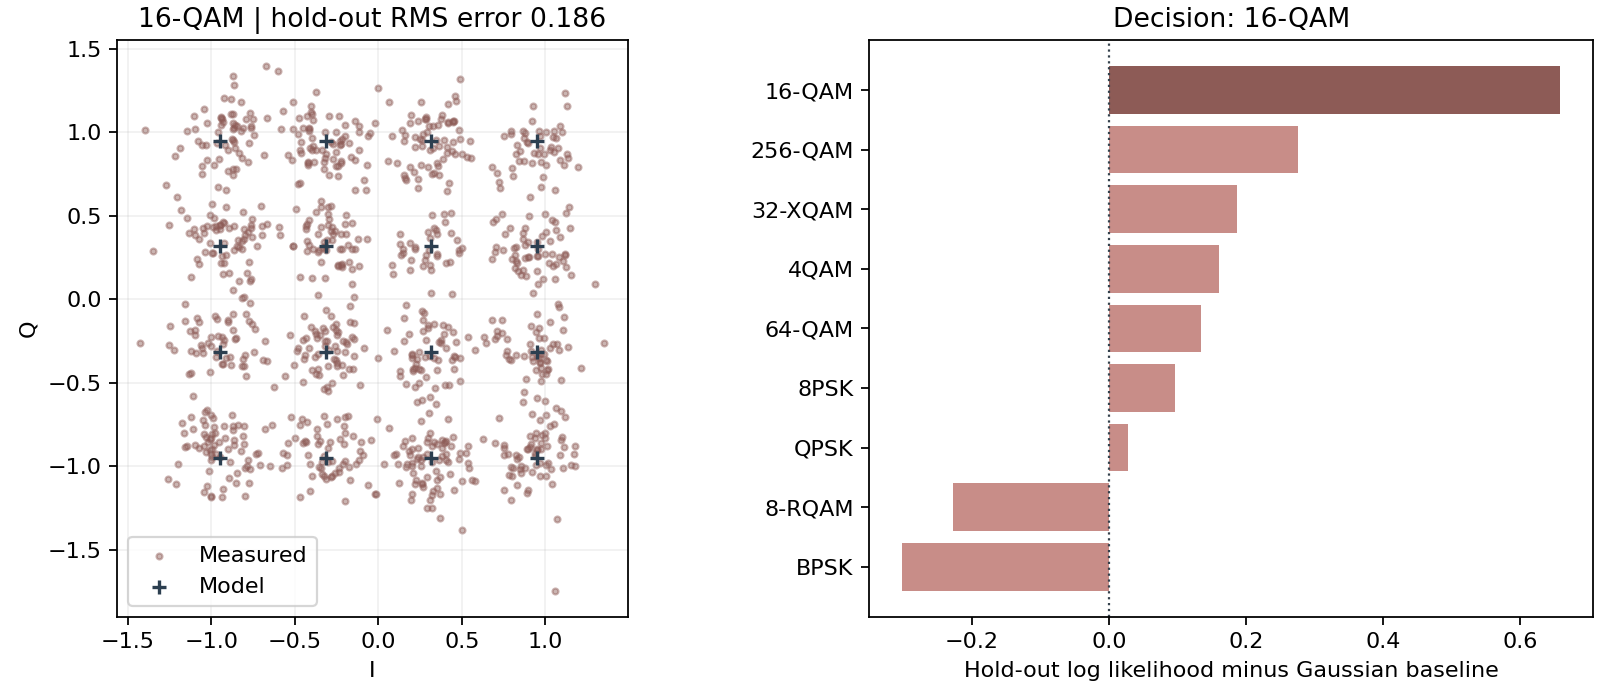 16-QAM | hold-out RMS error 0.186
1.5
1.0
0.5
0.0
−0.5
−1.0
−1.5
Q
Measured
Model
−1.5
−1.0
−0.5
0.0
0.5
1.0
I
Decision: 16-QAM
16-QAM
256-QAM
32-XQAM
4QAM
64-QAM
8PSK
QPSK
8-RQAM
BPSK
−0.2
0.0
0.2
0.4
0.6
Hold-out log likelihood minus Gaussian baseline